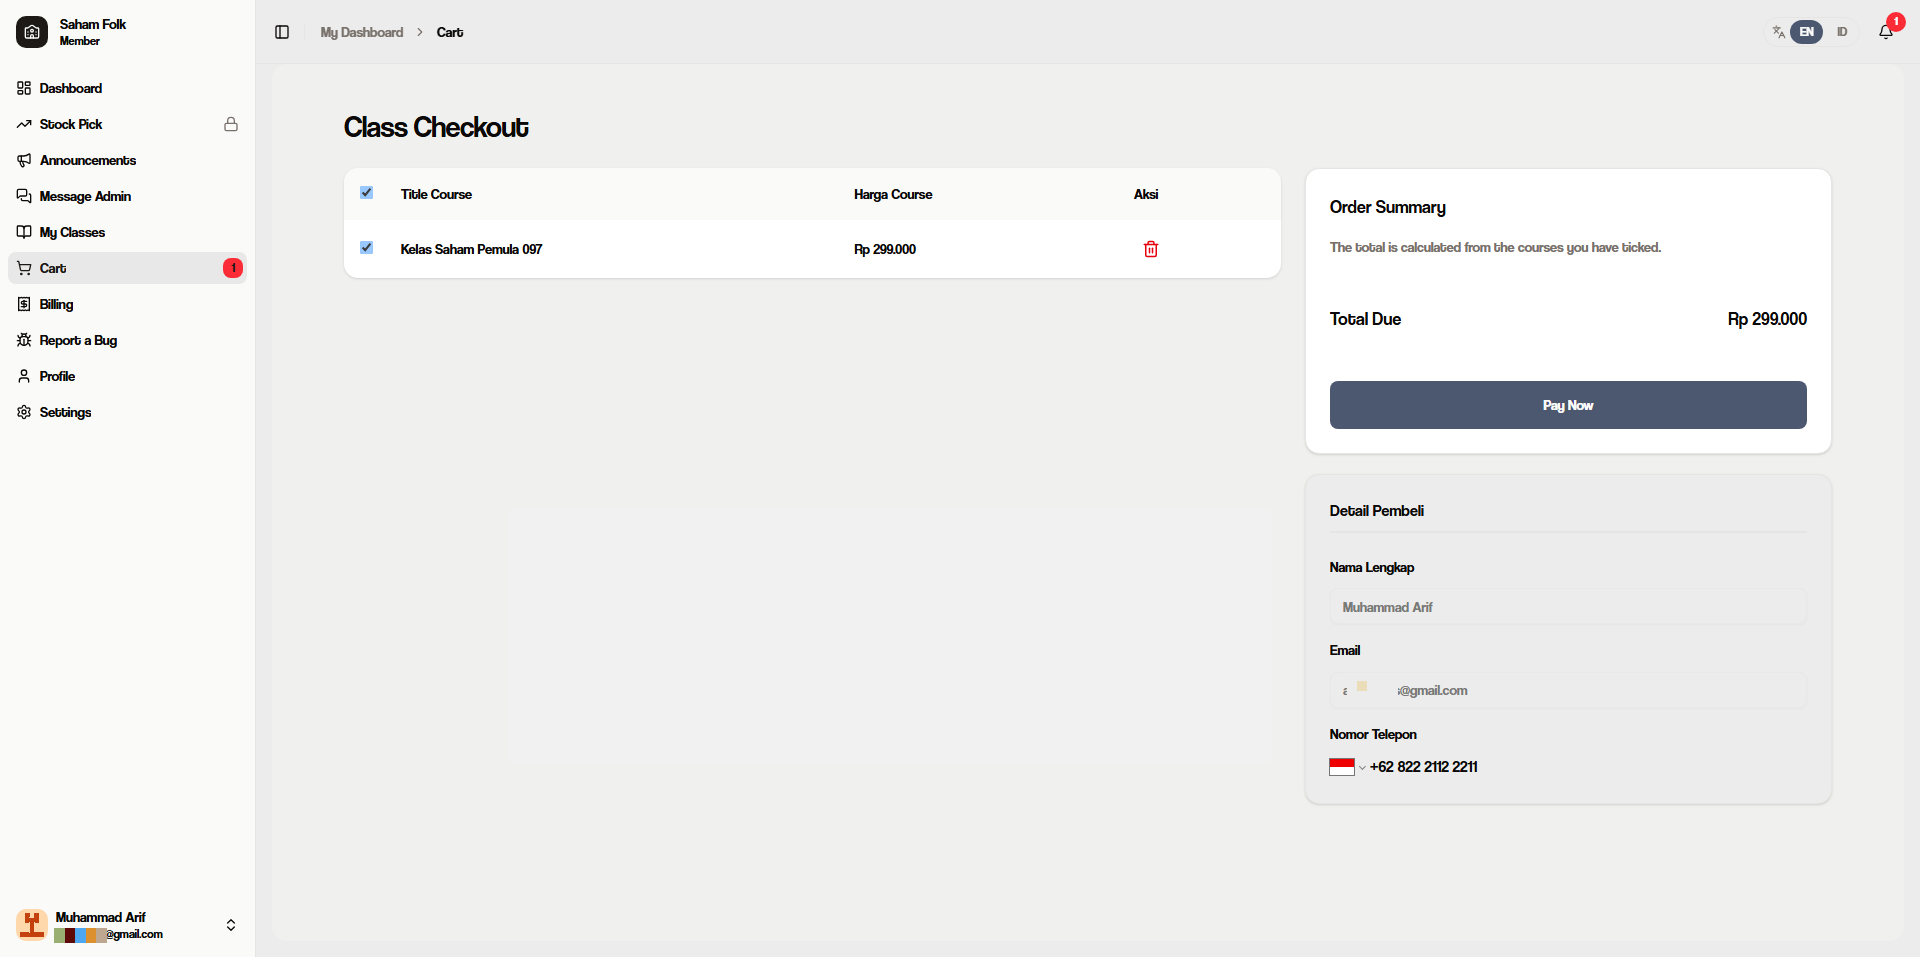 Saham Folk
Member
Dashboard
Stock Pick
Announcements
Message Admin
My Classes
Cart
1
Billing
Report a Bug
Profile
Settings
Muhammad Arif
@gmail.com
My Dashboard > Cart
EN
ID
1
Class Checkout
Title Course Harga Course Aksi
Kelas Saham Pemula 097 Rp 299.000
Order Summary
The total is calculated from the courses you have ticked.
Total Due Rp 299.000
Pay Now
Detail Pembeli
Nama Lengkap
Muhammad Arif
Email
s@gmail.com
Nomor Telepon
+62 822 2112 2211